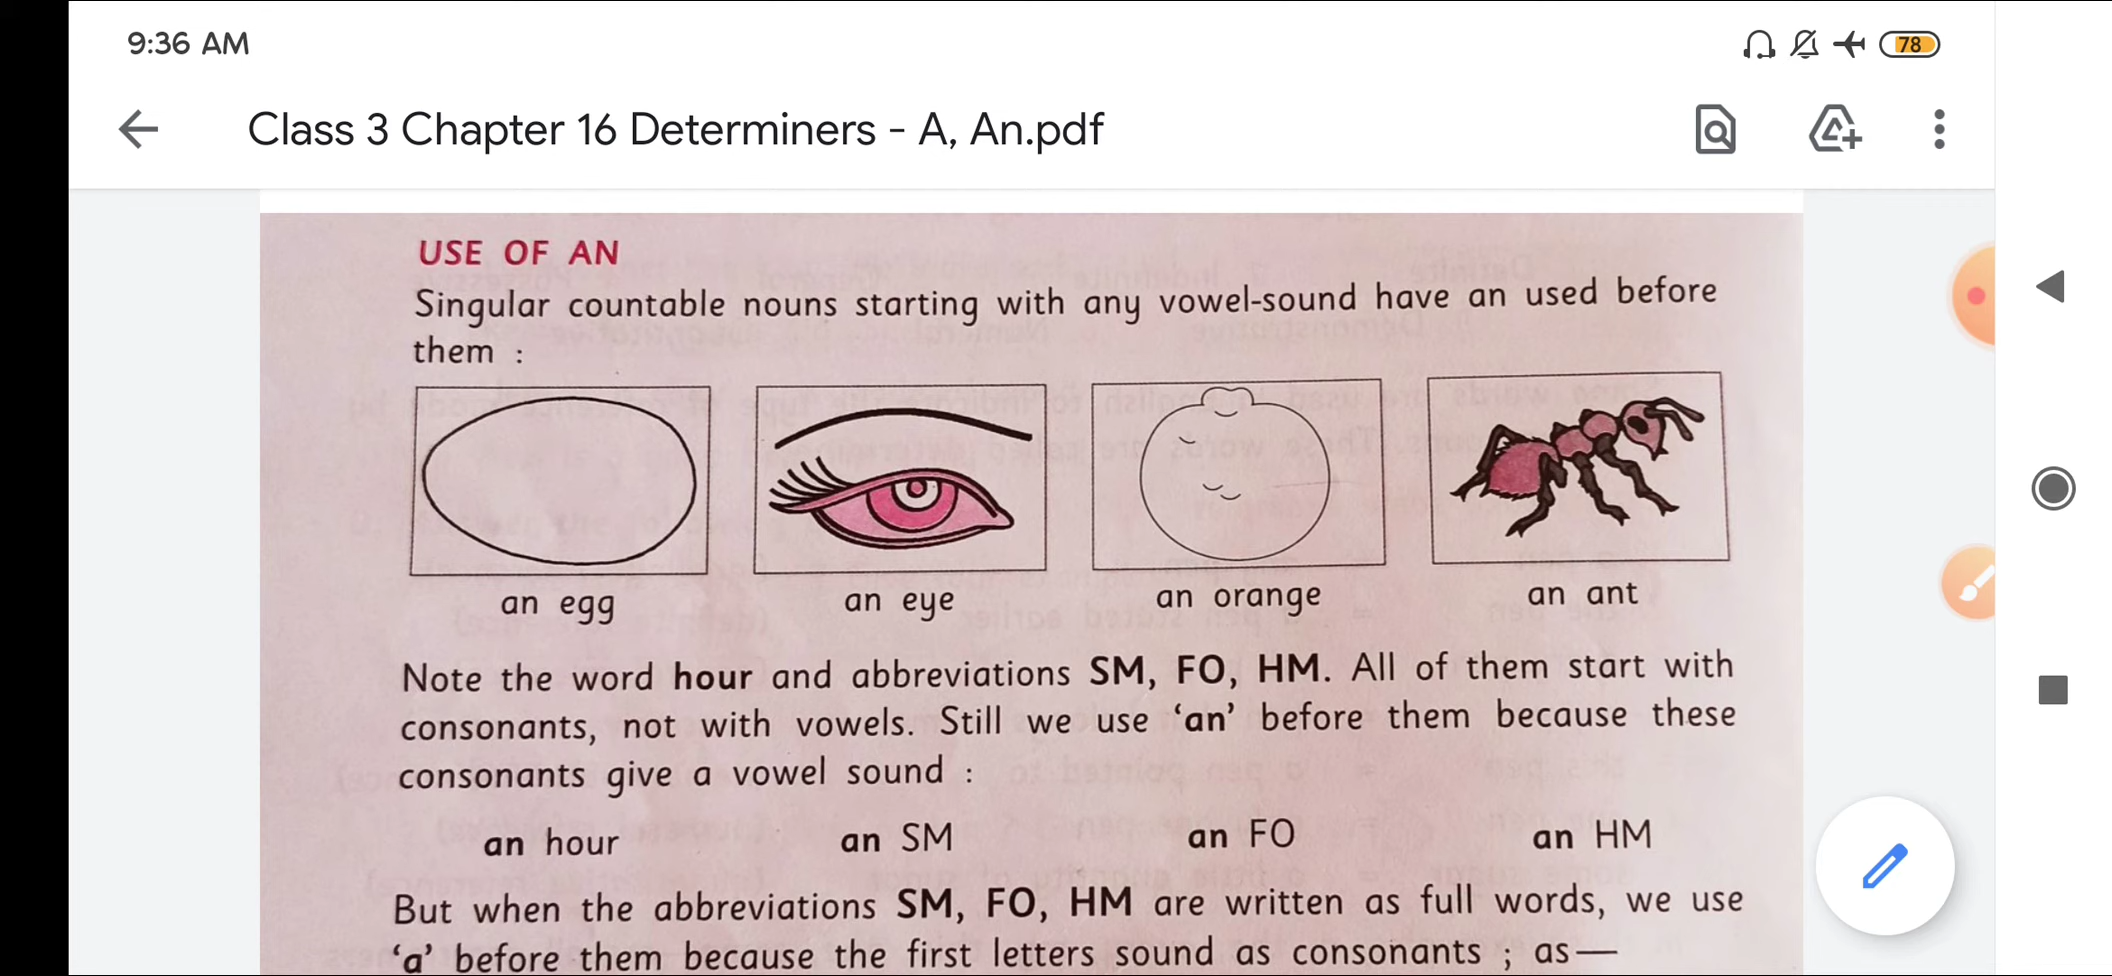 9:36 AM
78
Class 3 Chapter 16 Determiners - A, An.pdf
USE OF AN
Singular countable nouns starting with any vowel-sound have an used before
them :
an egg an eye an orange an ant
Note the word hour and abbreviations SM, FO, HM. All of them start with
consonants, not with vowels. Still we use ‘an’ before them because these
consonants give a vowel sound :
an hour an SM an FO an HM
But when the abbreviations SM, FO, HM are written as full words, we use
‘a’ before them because the first letters sound as consonants ; as—